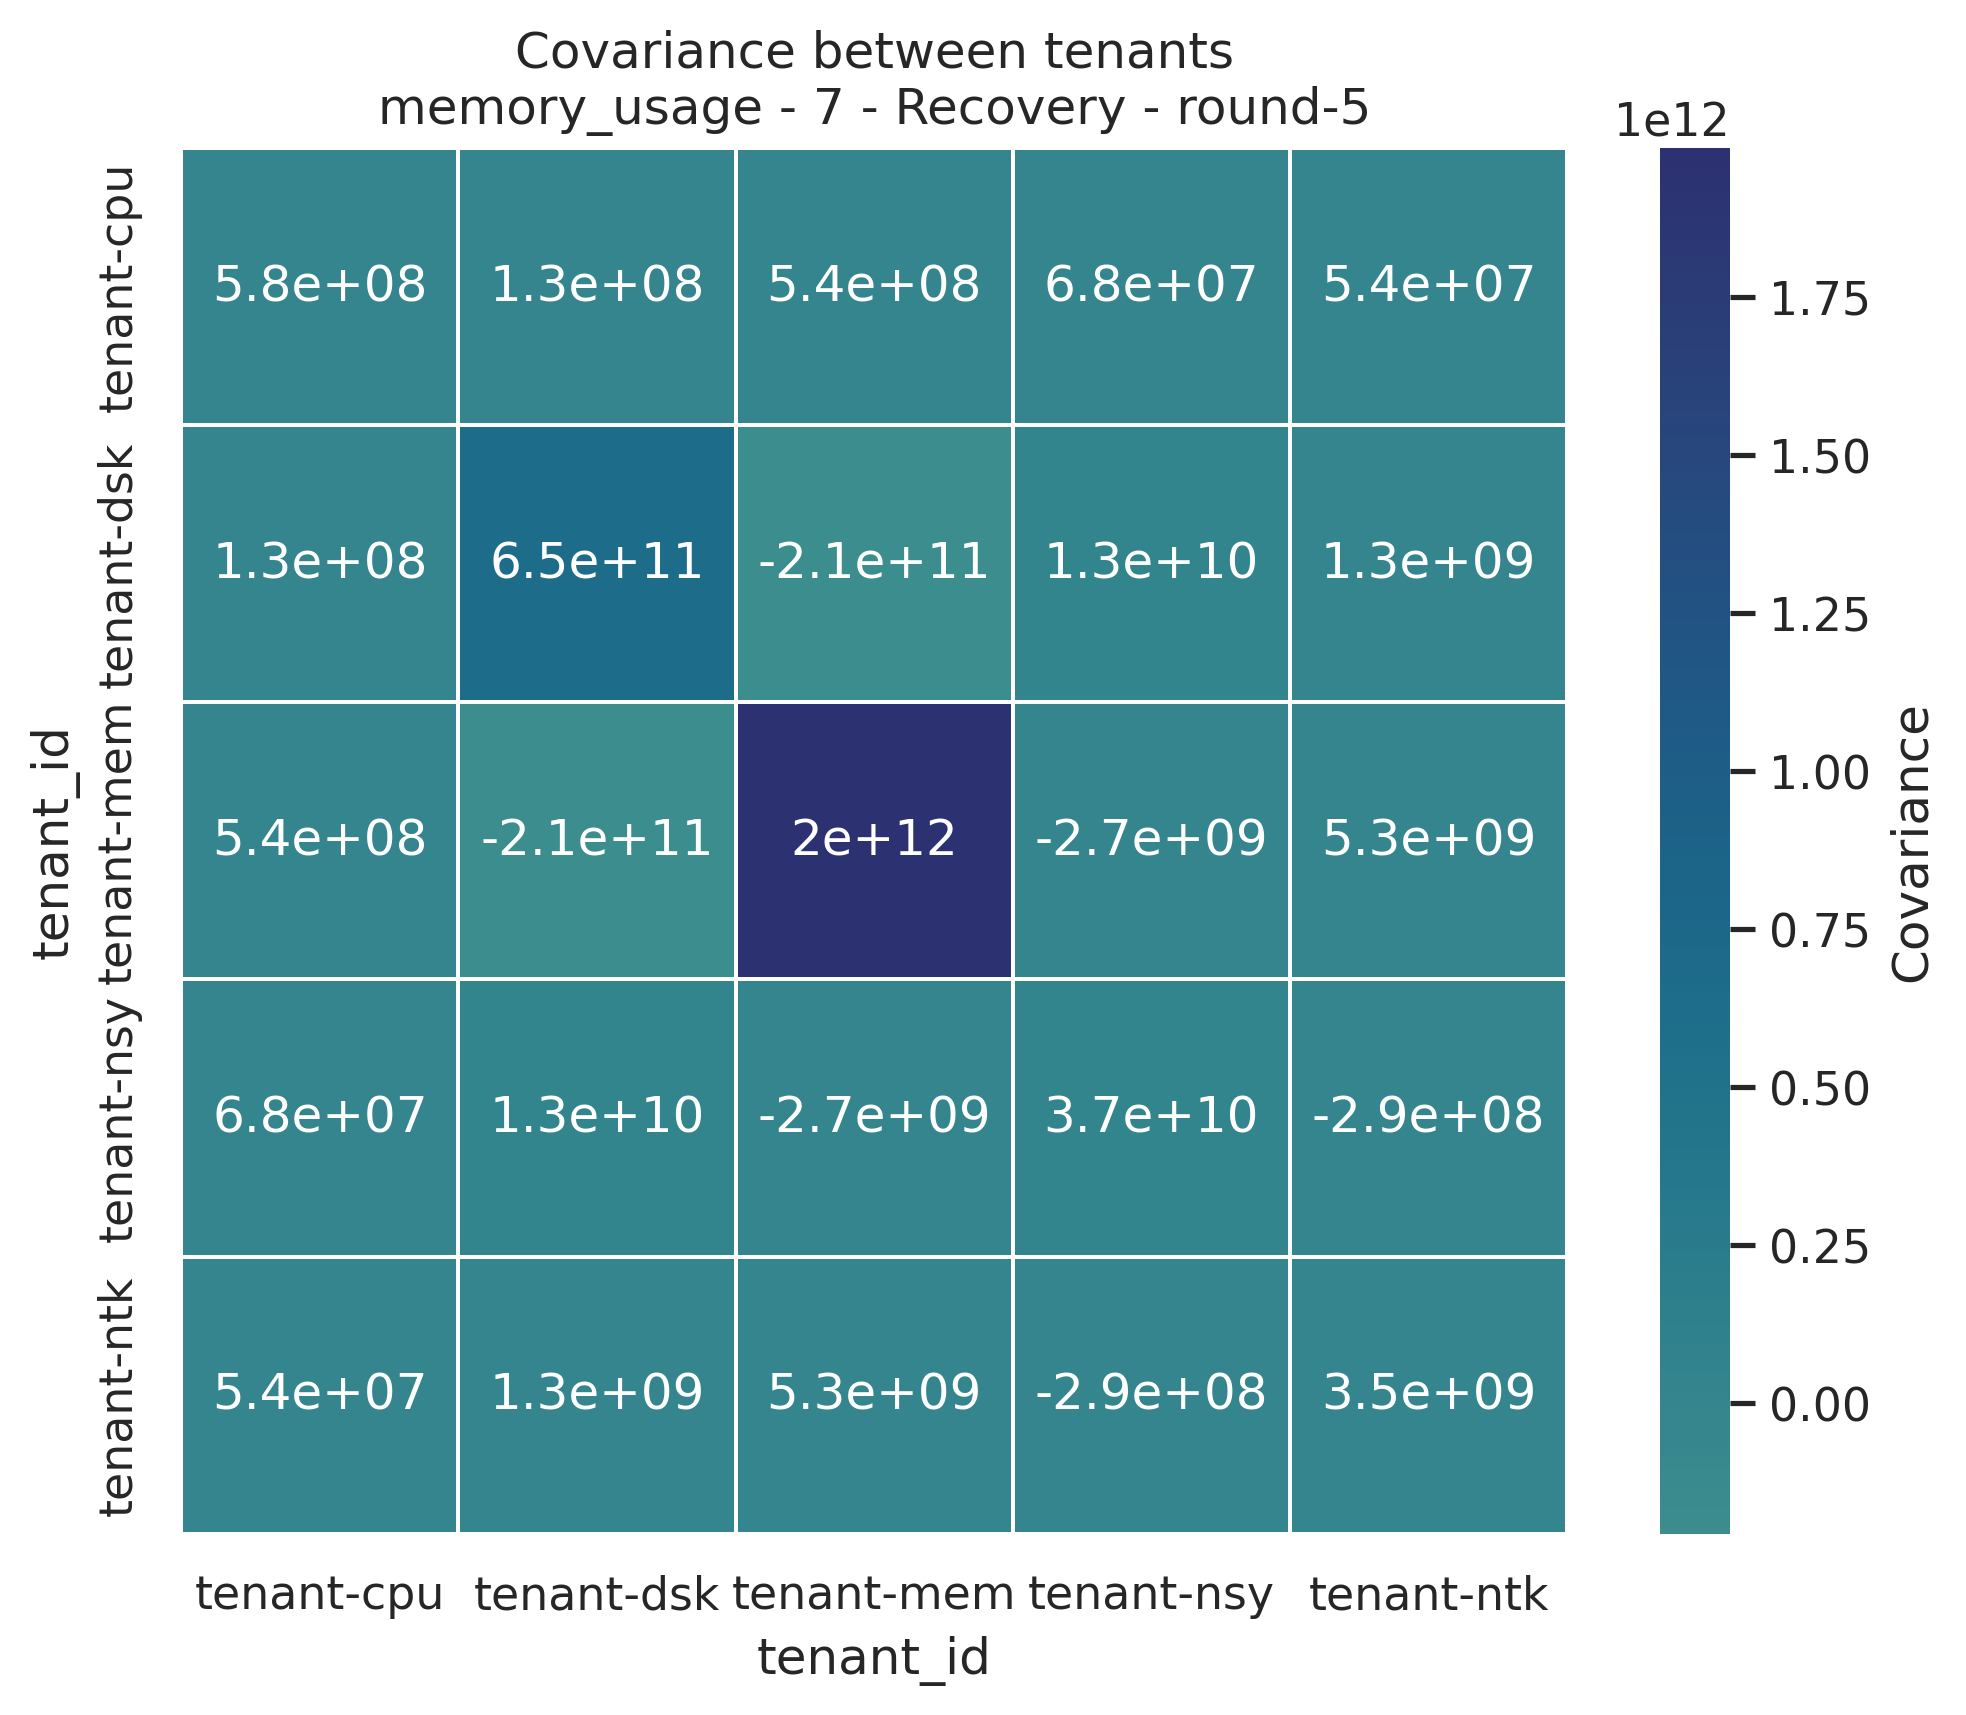 Covariance between tenants
memory_usage - 7 - Recovery - round-5
1e12
tenant-cpu
5.8e+08 1.3e+08 5.4e+08 6.8e+07 5.4e+07
tenant-dsk
1.3e+08 6.5e+11 -2.1e+11 1.3e+10 1.3e+09
tenant-mem
5.4e+08 -2.1e+11 2e+12 -2.7e+09 5.3e+09
tenant-nsy
6.8e+07 1.3e+10 -2.7e+09 3.7e+10 -2.9e+08
tenant-ntk
5.4e+07 1.3e+09 5.3e+09 -2.9e+08 3.5e+09
tenant_id
tenant-cpu tenant-dsk tenant-mem tenant-nsy tenant-ntk
tenant_id
1.75
1.50
1.25
1.00
0.75
0.50
0.25
0.00
Covariance